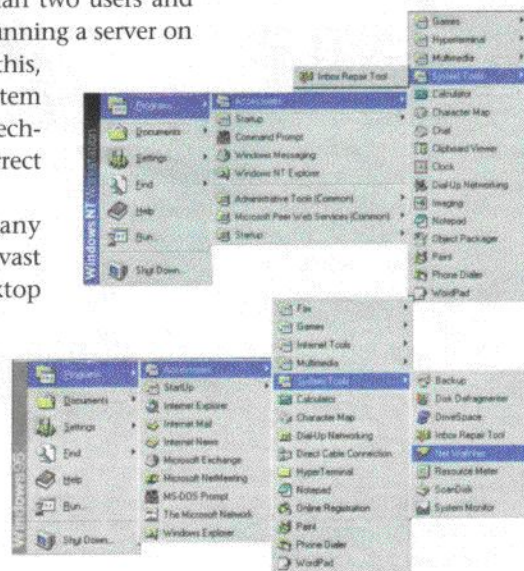 an two users and
unning a server on
this,
tem
ech-
rrect
any
vast
xtop
Games
Hyperterminal
Multimedia
System Tools
Calculator
Character Map
Chat
Clipboard Viewer
Clock
Dial-Up Networking
Imaging
Notepad
Object Packager
Paint
Phone Dialer
WordPad
Inbox Repair Tool
Accessories
Startup
Command Prompt
Windows Messaging
Windows NT Explorer
Administrative Tools (Common)
Microsoft Peer Web Services (Common)
Startup
Windows NT Workstation
Programs
Documents
Settings
Find
Help
Run...
Shut Down...
Fax
Games
Internet Tools
Multimedia
System Tools
Calculator
Character Map
Dial-Up Networking
Direct Cable Connection
HyperTerminal
Notepad
Online Registration
Paint
Phone Dialer
WordPad
Backup
Disk Defragmenter
DriveSpace
Inbox Repair Tool
Net Watcher
Resource Meter
ScanDisk
System Monitor
Accessories
StartUp
Internet Explorer
Internet Mail
Internet News
Microsoft Exchange
Microsoft NetMeeting
MS-DOS Prompt
The Microsoft Network
Windows Explorer
Windows95
Programs
Documents
Settings
Find
Help
Run...
Shut Down...